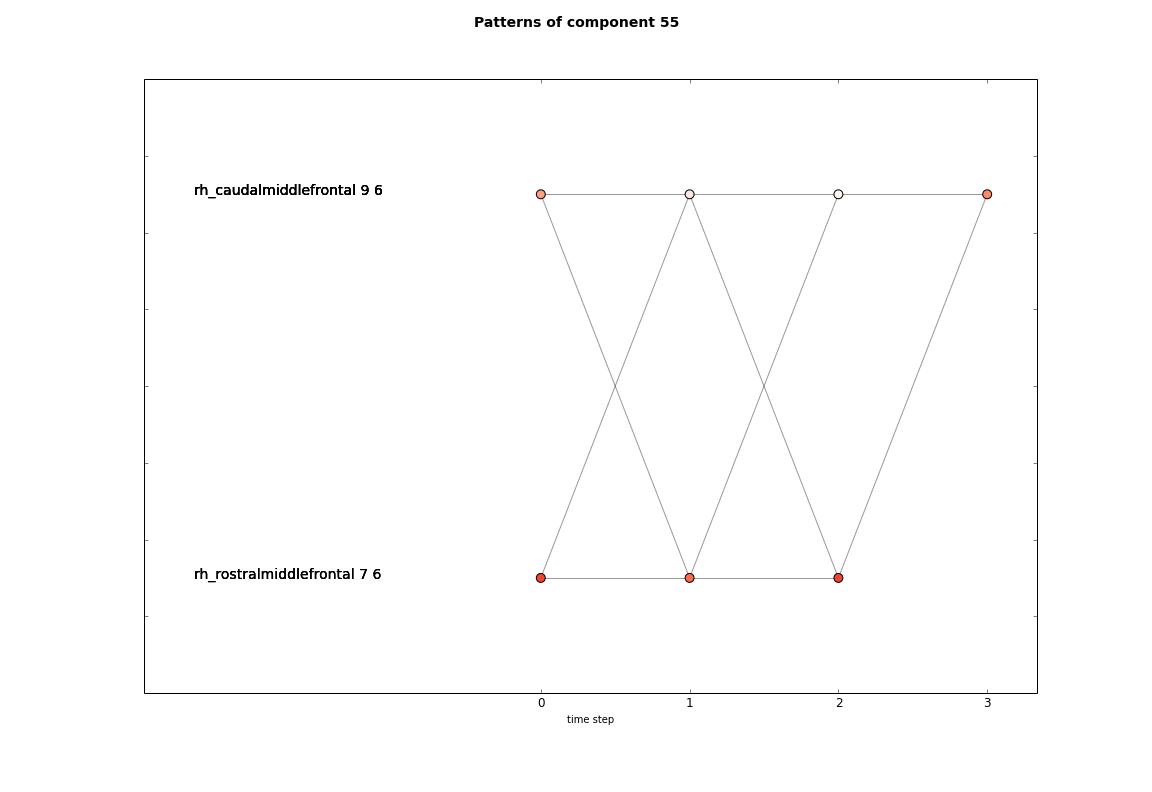 Patterns of component 55
rh_caudalmiddlefrontal 9 6
rh_rostralmiddlefrontal 7 6
0 1 2 3
time step